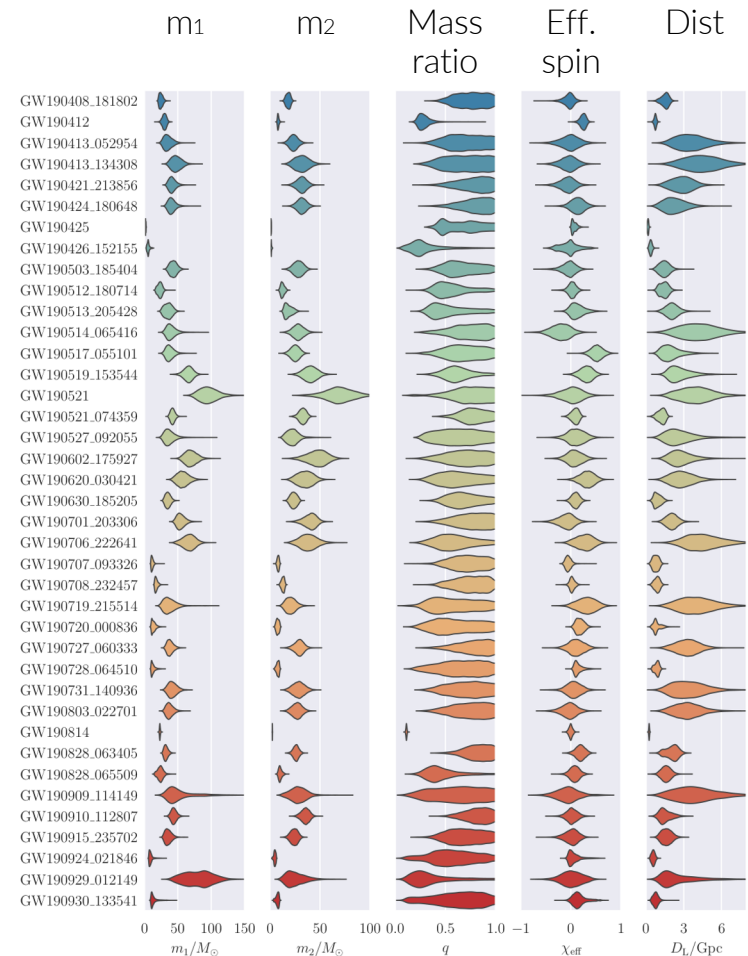 m1 m2 Mass ratio Eff. spin Dist
GW190408_181802
GW190412
GW190413_052954
GW190413_134308
GW190421_213856
GW190424_180648
GW190425
GW190426_152155
GW190503_185404
GW190512_180714
GW190513_205428
GW190514_065416
GW190517_055101
GW190519_153544
GW190521
GW190521_074359
GW190527_092055
GW190602_175927
GW190620_030421
GW190630_185205
GW190701_203306
GW190706_222641
GW190707_093326
GW190708_232457
GW190719_215514
GW190720_000836
GW190727_060333
GW190728_064510
GW190731_140936
GW190803_022701
GW190814
GW190828_063405
GW190828_065509
GW190909_114149
GW190910_112807
GW190915_235702
GW190924_021846
GW190929_012149
GW190930_133541
0 50 100 150 0 50 100 0.0 0.5 1.0 −1 0 1 0 3 6
m₁/M⊙ m₂/M⊙ q χeff DL/Gpc